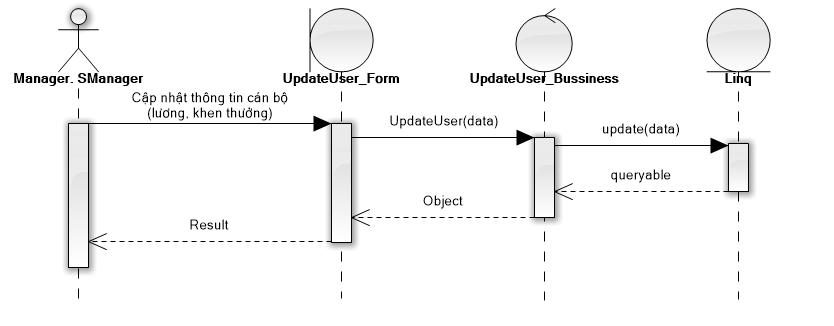 Manager. SManager
UpdateUser_Form
UpdateUser_Bussiness
Linq
Cập nhật thông tin cán bộ
(lương, khen thưởng)
UpdateUser(data)
update(data)
queryable
Object
Result